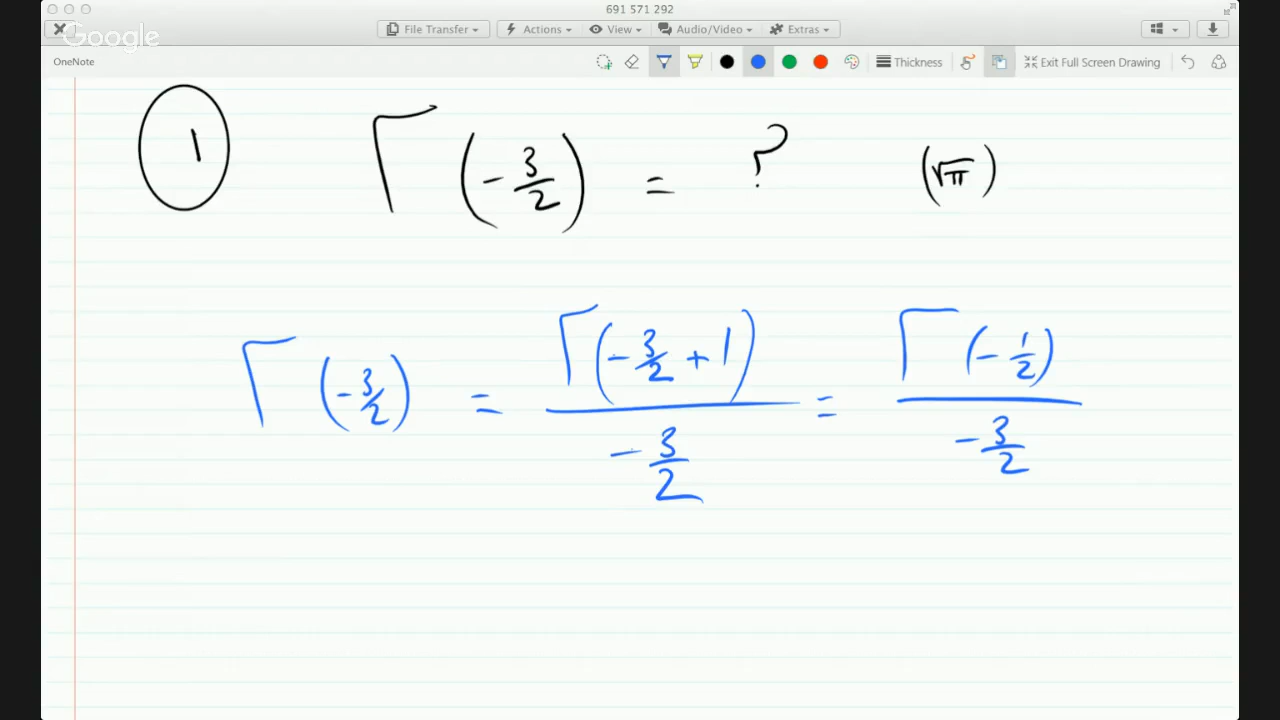 691 571 292
Google
File Transfer Actions View Audio/Video Extras
OneNote Thickness Exit Full Screen Drawing
1 Γ(-3/2) = ? (√π)
Γ(-3/2) = Γ(-3/2 + 1) / -3/2 = Γ(-1/2) / -3/2